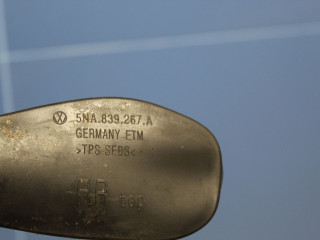 5NA.839.267.A
GERMANY ETM
>TPS-SEBS<